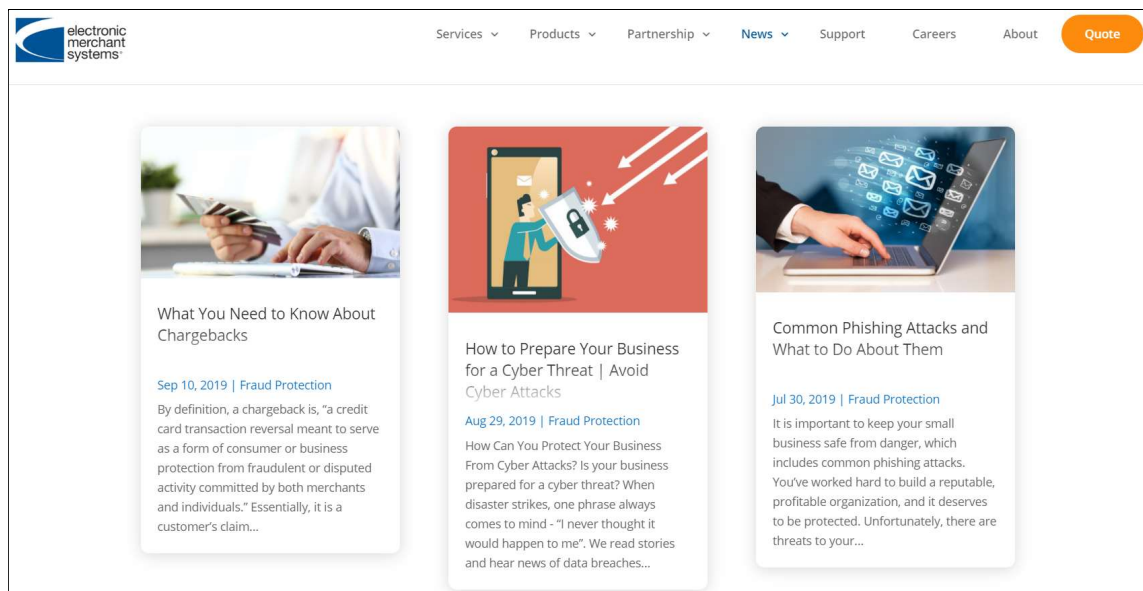 electronic
merchant
systems
Services Products Partnership News Support Careers About Quote
What You Need to Know About
Chargebacks
Sep 10, 2019 | Fraud Protection
By definition, a chargeback is, “a credit
card transaction reversal meant to serve
as a form of consumer or business
protection from fraudulent or disputed
activity committed by both merchants
and individuals.” Essentially, it is a
customer’s claim...
How to Prepare Your Business
for a Cyber Threat | Avoid
Cyber Attacks
Aug 29, 2019 | Fraud Protection
How Can You Protect Your Business
From Cyber Attacks? Is your business
prepared for a cyber threat? When
disaster strikes, one phrase always
comes to mind - “I never thought it
would happen to me”. We read stories
and hear news of data breaches...
Common Phishing Attacks and
What to Do About Them
Jul 30, 2019 | Fraud Protection
It is important to keep your small
business safe from danger, which
includes common phishing attacks.
You’ve worked hard to build a reputable,
profitable organization, and it deserves
to be protected. Unfortunately, there are
threats to your...